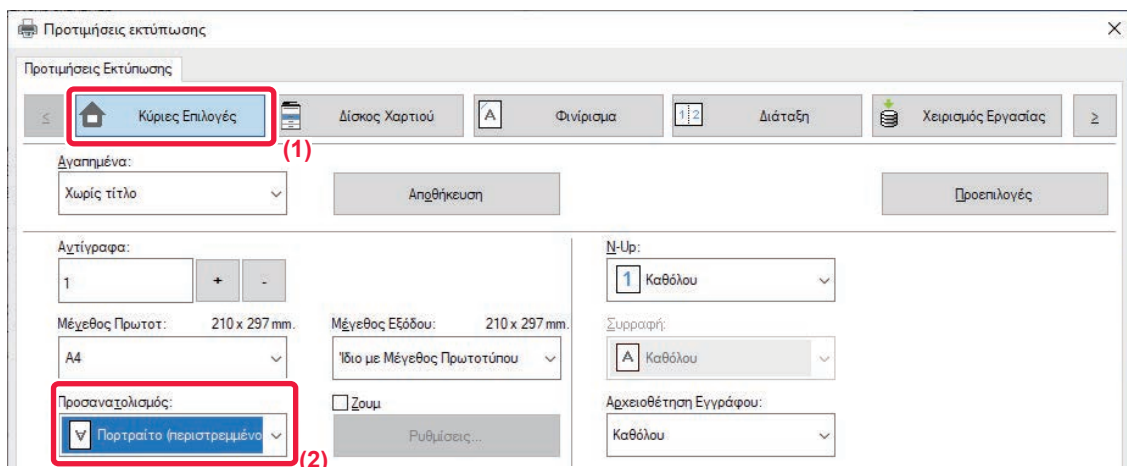 Προτιμήσεις εκτύπωσης
Προτιμήσεις Εκτύπωσης
≤ Κύριες Επιλογές Δίσκος Χαρτιού A Φινίρισμα 1 2 Διάταξη Χειρισμός Εργασίας ≥
(1)
Αγαπημένα:
Χωρίς τίτλο Αποθήκευση Προεπιλογές
Αντίγραφα: N-Up:
1 + - 1 Καθόλου
Μέγεθος Πρωτοτ: 210 x 297 mm. Μέγεθος Εξόδου: 210 x 297 mm. Συρραφή:
A4 Ίδιο με Μέγεθος Πρωτοτύπου A Καθόλου
Προσανατολισμός: Ζουμ Αρχειοθέτηση Εγγράφου:
A Πορτραίτο (περιστρεμμένο Ρυθμίσεις... Καθόλου
(2)